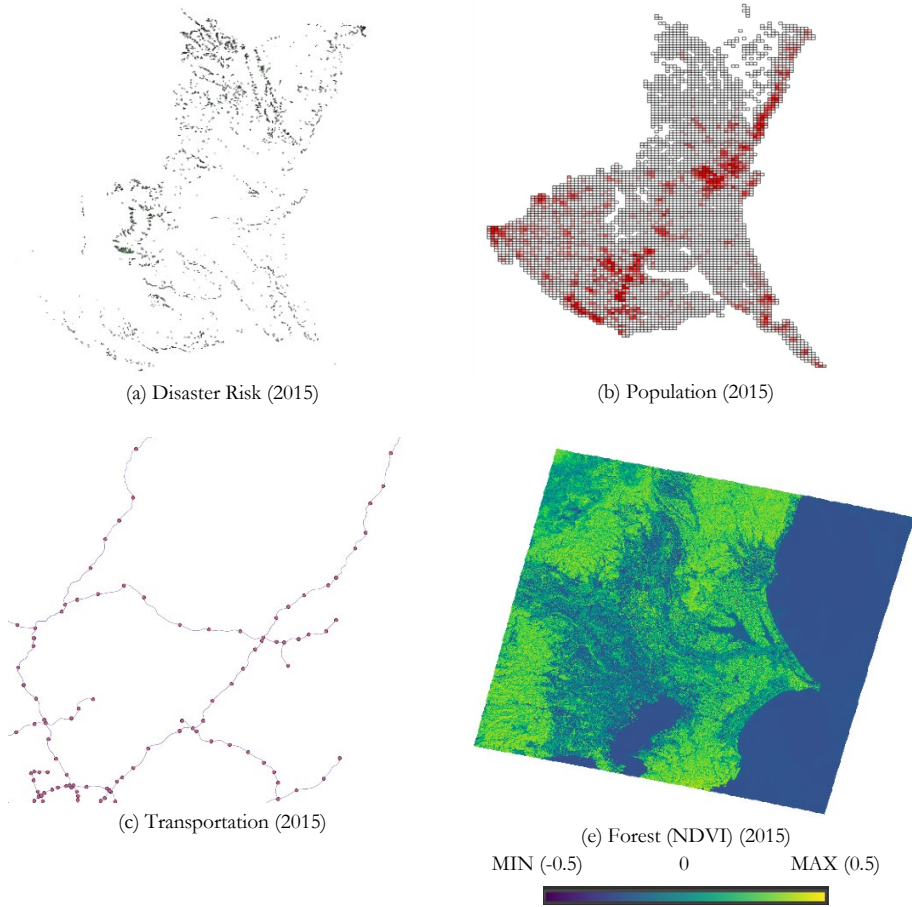 (a) Disaster Risk (2015)
(b) Population (2015)
(c) Transportation (2015)
(e) Forest (NDVI) (2015)
MIN (-0.5) 0 MAX (0.5)